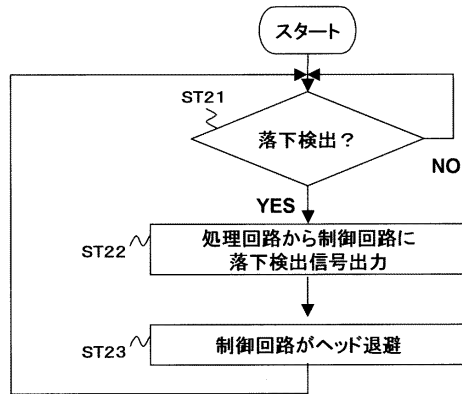 スタート
ST21
落下検出?
NO
YES
ST22
処理回路から制御回路に
落下検出信号出力
ST23
制御回路がヘッド退避